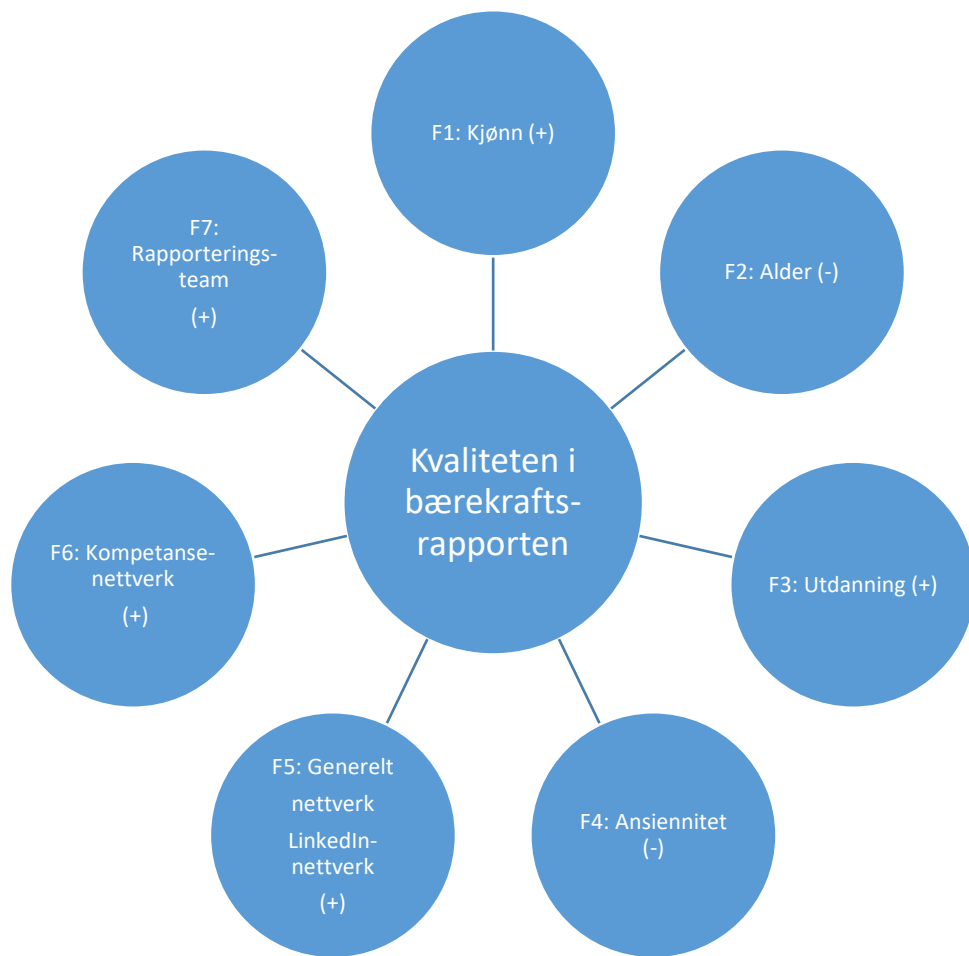 F1: Kjønn (+)
F7:
Rapporterings-
team
(+)
F2: Alder (-)
Kvaliteten i
bærekrafts-
rapporten
F6: Kompetanse-
nettverk
(+)
F3: Utdanning (+)
F5: Generelt
nettverk
LinkedIn-
nettverk
(+)
F4: Ansiennitet
(-)